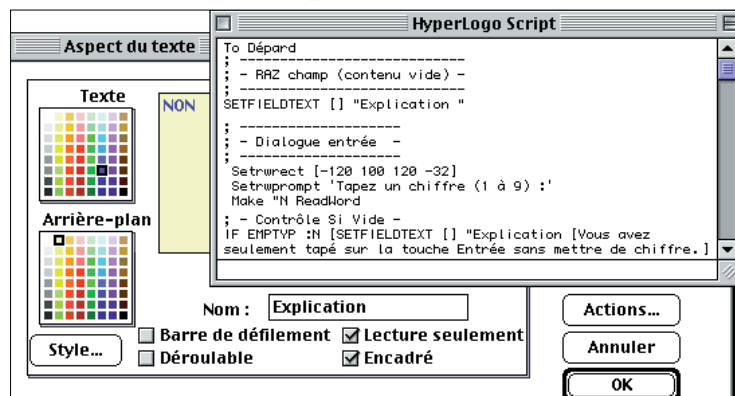 HyperLogo Script
Aspect du texte
To Dépard
; ----------------------------
; - RAZ champ (contenu vide) -
; ----------------------------
SETFIELDTEXT [] "Explication "
; --------------------
; - Dialogue entrée  -
; --------------------
Setrwrect [-120 100 120 -32]
Setrwprompt 'Tapez un chiffre (1 à 9) :'
Make "N ReadWord
; - Contrôle Si Vide -
IF EMPTYP :N [SETFIELDTEXT [] "Explication [Vous avez
seulement tapé sur la touche Entrée sans mettre de chiffre.]
Texte
NON
Arrière-plan
Nom : Explication
Barre de défilement Lecture seulement
Déroulable Encadré
Style...
Actions...
Annuler
OK